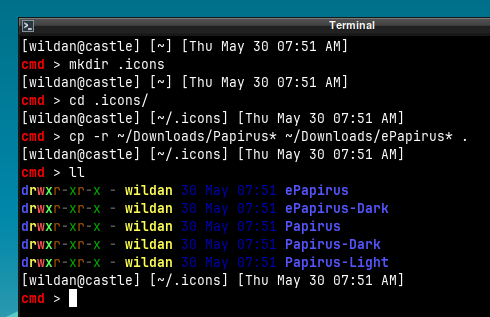 Terminal
[wildan@castle] [~] [Thu May 30 07:51 AM]
cmd > mkdir .icons
[wildan@castle] [~] [Thu May 30 07:51 AM]
cmd > cd .icons/
[wildan@castle] [~/.icons] [Thu May 30 07:51 AM]
cmd > cp -r ~/Downloads/Papirus* ~/Downloads/ePapirus* .
[wildan@castle] [~/.icons] [Thu May 30 07:51 AM]
cmd > ll
drwxr-xr-x - wildan 30 May 07:51 ePapirus
drwxr-xr-x - wildan 30 May 07:51 ePapirus-Dark
drwxr-xr-x - wildan 30 May 07:51 Papirus
drwxr-xr-x - wildan 30 May 07:51 Papirus-Dark
drwxr-xr-x - wildan 30 May 07:51 Papirus-Light
[wildan@castle] [~/.icons] [Thu May 30 07:51 AM]
cmd >